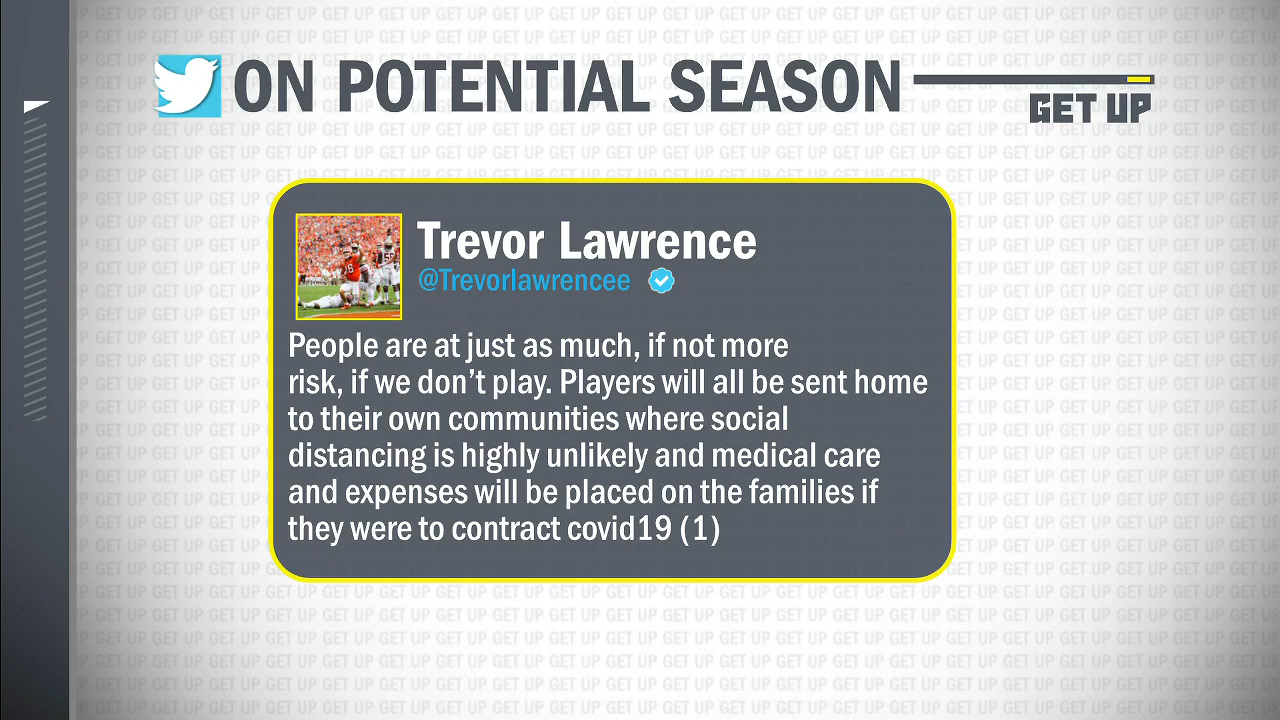 ON POTENTIAL SEASON
GET UP
Trevor Lawrence
@Trevorlawrencee
People are at just as much, if not more
risk, if we don't play. Players will all be sent home
to their own communities where social
distancing is highly unlikely and medical care
and expenses will be placed on the families if
they were to contract covid19 (1)